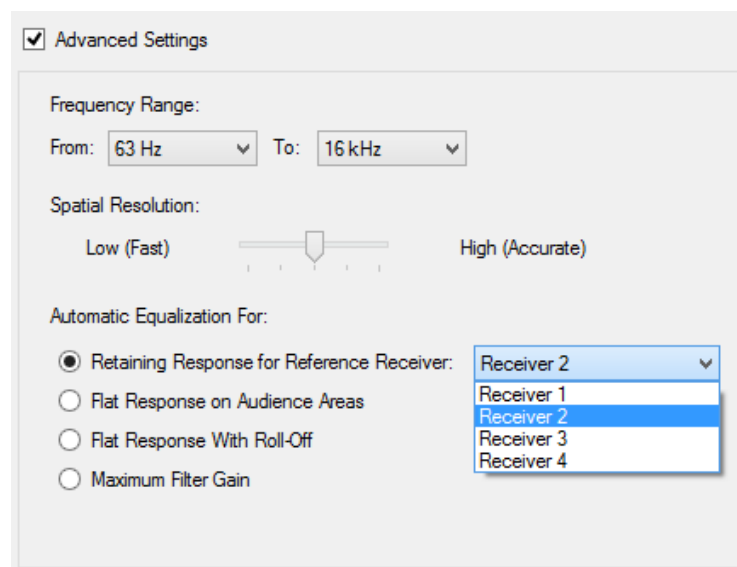 Advanced Settings
Frequency Range:
From: 63 Hz To: 16 kHz
Spatial Resolution:
Low (Fast) High (Accurate)
Automatic Equalization For:
Retaining Response for Reference Receiver: Receiver 2
Receiver 1
Flat Response on Audience Areas
Receiver 2
Flat Response With Roll-Off
Receiver 3
Receiver 4
Maximum Filter Gain